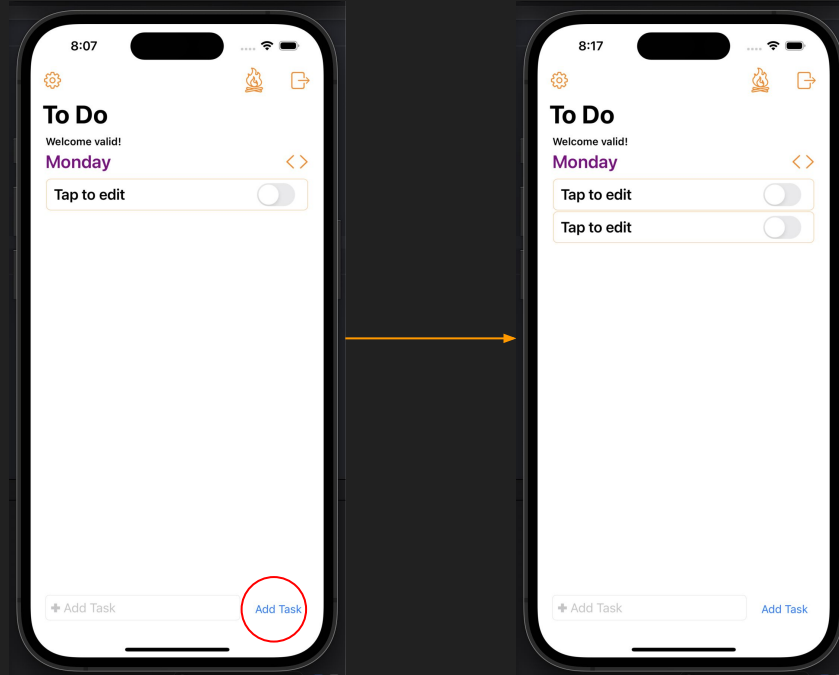 8:07
To Do
Welcome valid!
Monday
Tap to edit
+ Add Task
Add Task
8:17
To Do
Welcome valid!
Monday
Tap to edit
Tap to edit
+ Add Task
Add Task